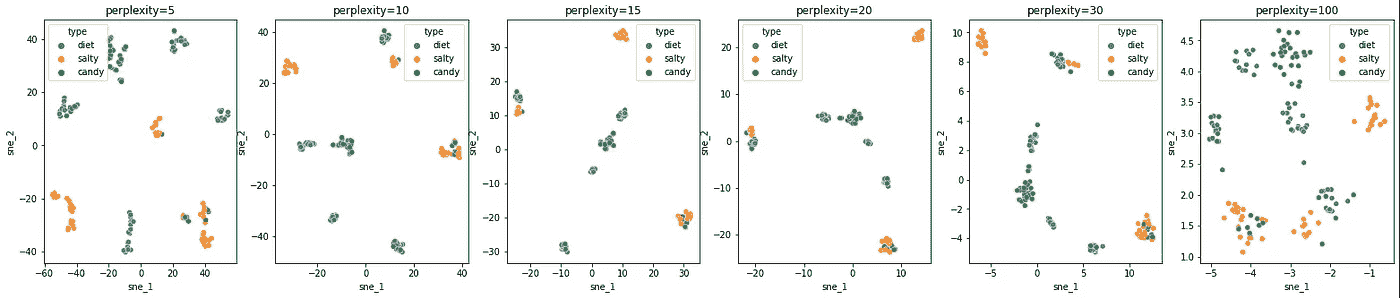 perplexity=5
type
diet
salty
candy
40
20
0
−20
−40
sne_2
−60 −40 −20 0 20 40
sne_1
perplexity=10
type
diet
salty
candy
40
20
0
−20
−40
sne_2
−20 0 20 40
sne_1
perplexity=15
type
diet
salty
candy
30
20
10
0
−10
−20
−30
sne_2
−20 −10 0 10 20 30
sne_1
perplexity=20
type
diet
salty
candy
20
10
0
−10
−20
sne_2
−20 −10 0 10
sne_1
perplexity=30
type
diet
salty
candy
10
8
6
4
2
0
−2
−4
sne_2
−5 0 5 10
sne_1
perplexity=100
type
diet
salty
candy
4.5
4.0
3.5
3.0
2.5
2.0
1.5
1.0
sne_2
−5 −4 −3 −2 −1
sne_1